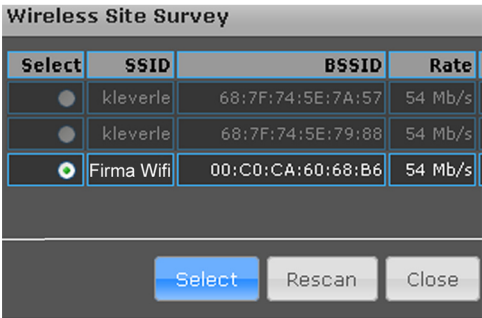 Wireless Site Survey
Select SSID BSSID Rate
kleverle 68:7F:74:5E:7A:57 54 Mb/s
kleverle 68:7F:74:5E:79:88 54 Mb/s
Firma Wifi 00:C0:CA:60:68:B6 54 Mb/s
Select Rescan Close